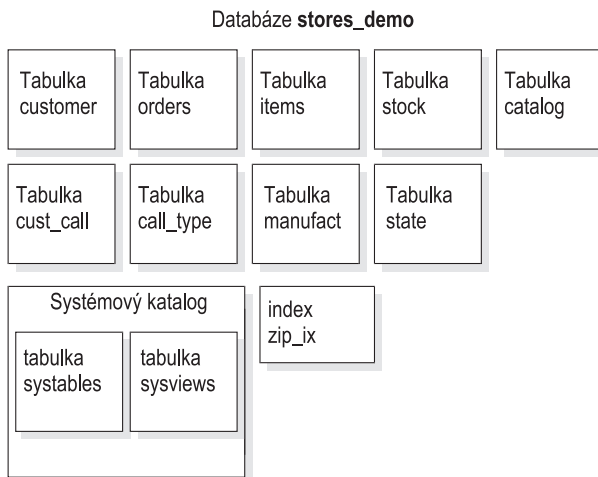 Databáze stores_demo
Tabulka
customer
Tabulka
orders
Tabulka
items
Tabulka
stock
Tabulka
catalog
Tabulka
cust_call
Tabulka
call_type
Tabulka
manufact
Tabulka
state
Systémový katalog
tabulka
systables
tabulka
sysviews
index
zip_ix